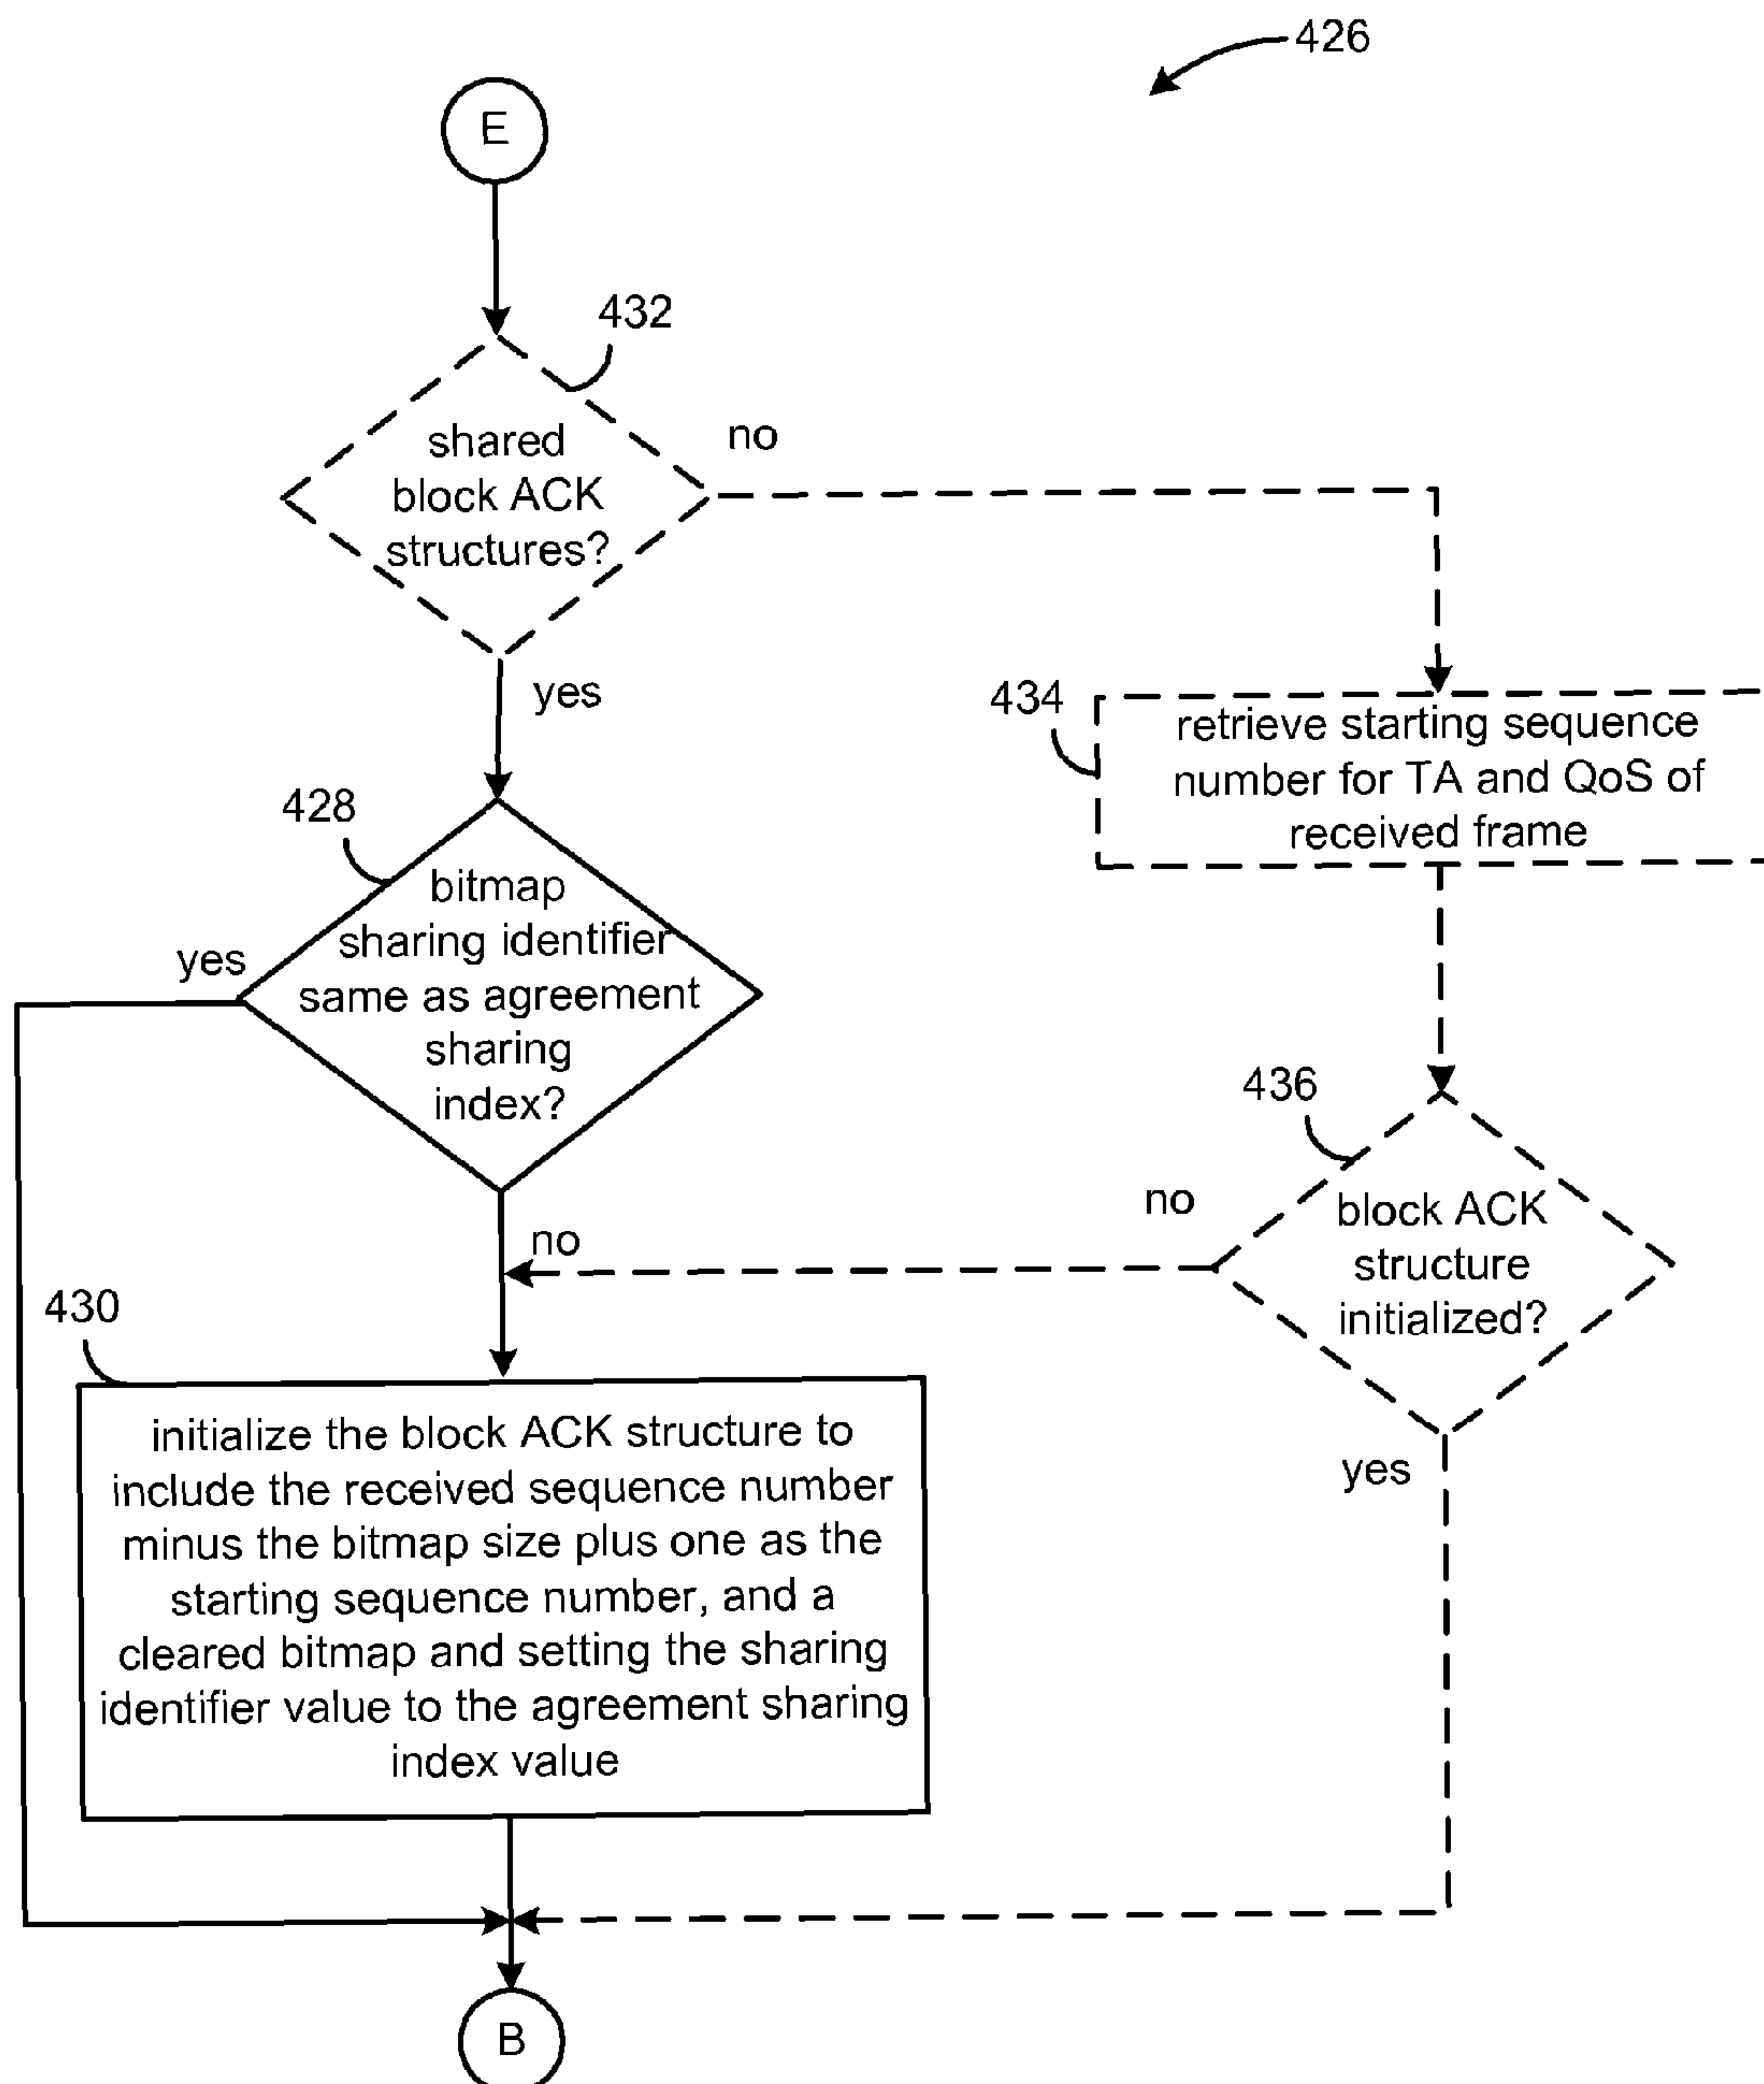 426
E
432
shared
block ACK
structures?
no
yes
434
retrieve starting sequence
number for TA and QoS of
received frame
428
bitmap
sharing identifier
same as agreement
sharing
index?
yes
no
436
block ACK
structure
initialized?
no
yes
430
initialize the block ACK structure to
include the received sequence number
minus the bitmap size plus one as the
starting sequence number, and a
cleared bitmap and setting the sharing
identifier value to the agreement sharing
index value
B